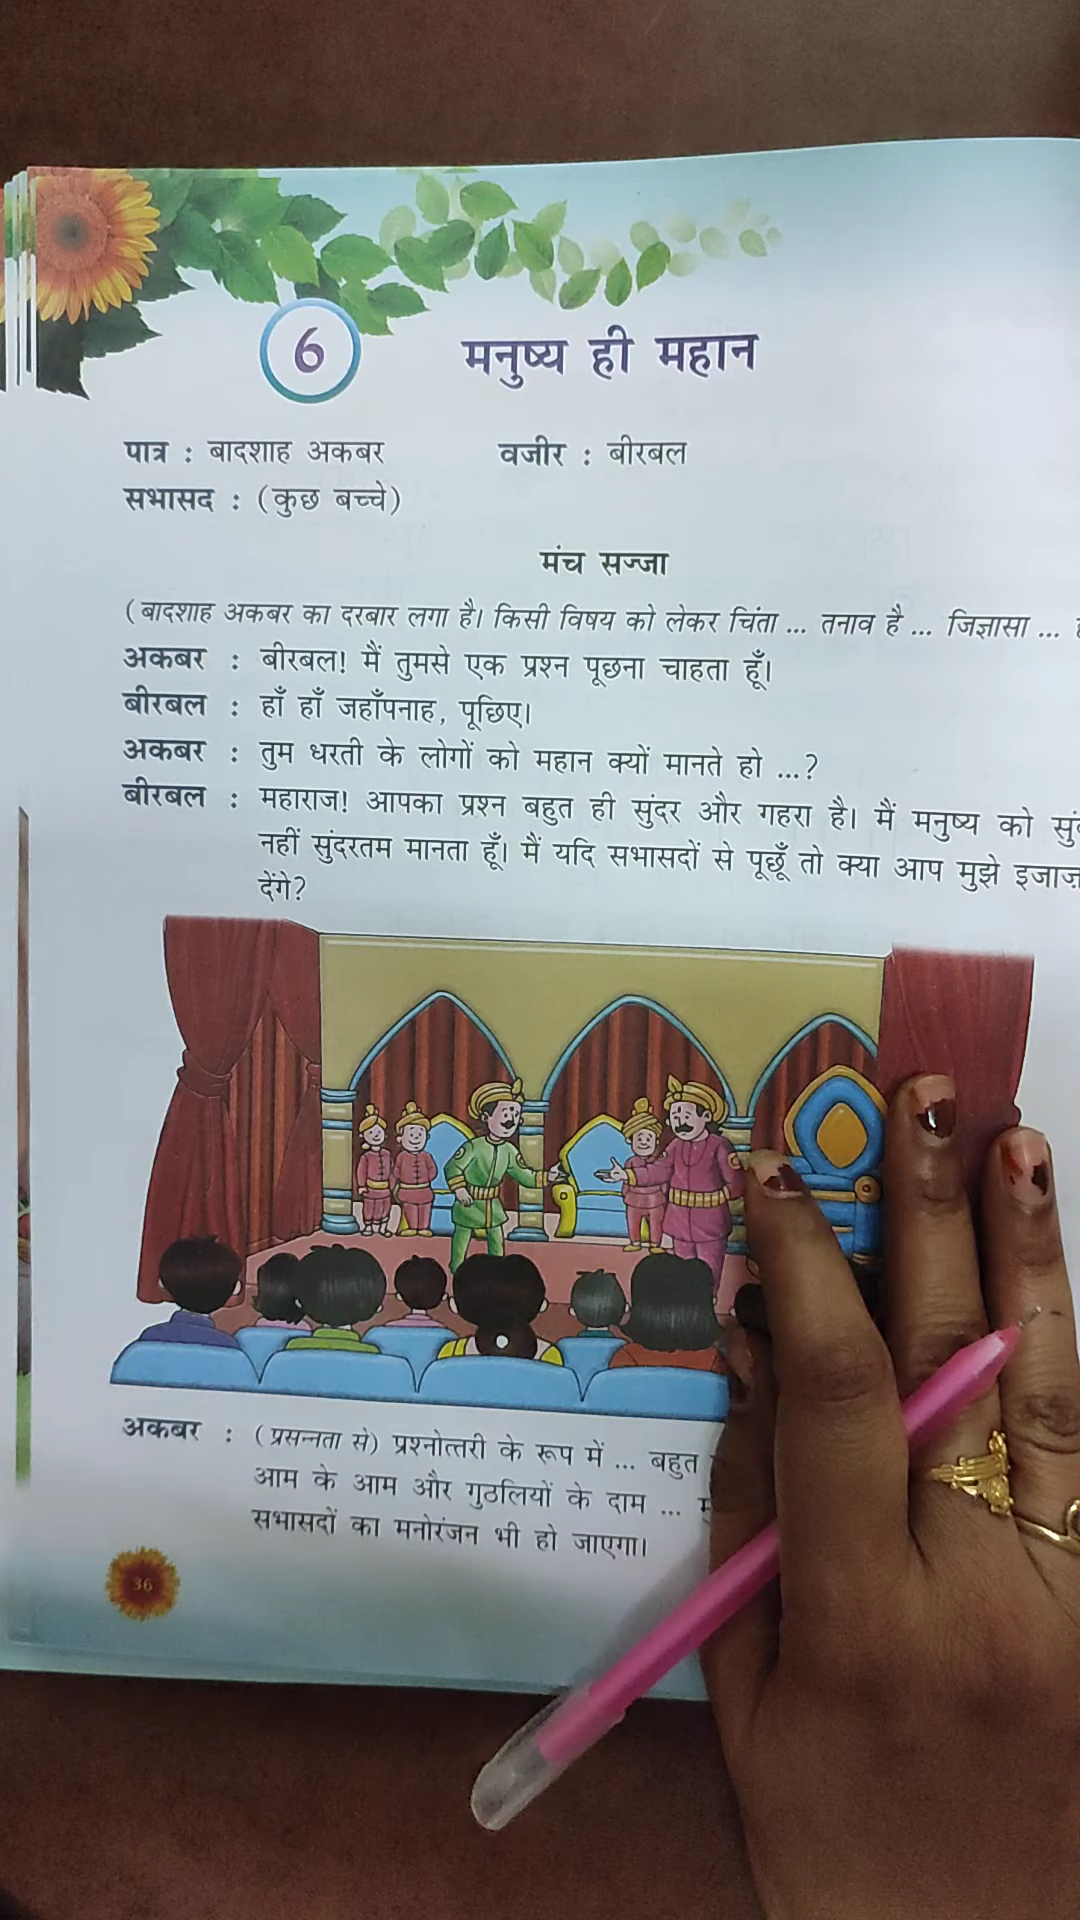 6 मनुष्य ही महान
पात्र : बादशाह अकबर वजीर : बीरबल
सभासद : (कुछ बच्चे)
मंच सज्जा
(बादशाह अकबर का दरबार लगा है। किसी विषय को लेकर चिंता ... तनाव है ... जिज्ञासा ...
अकबर : बीरबल! मैं तुमसे एक प्रश्न पूछना चाहता हूँ।
बीरबल : हाँ हाँ जहाँपनाह, पूछिए।
अकबर : तुम धरती के लोगों को महान क्यों मानते हो ...?
बीरबल : महाराज! आपका प्रश्न बहुत ही सुंदर और गहरा है। मैं मनुष्य को
नहीं सुंदरतम मानता हूँ। मैं यदि सभासदों से पूछूँ तो क्या आप मुझे
देंगे?
अकबर : (प्रसन्नता से) प्रश्नोत्तरी के रूप में ... बहुत
आम के आम और गुठलियों के दाम ...
सभासदों का मनोरंजन भी हो जाएगा।
36